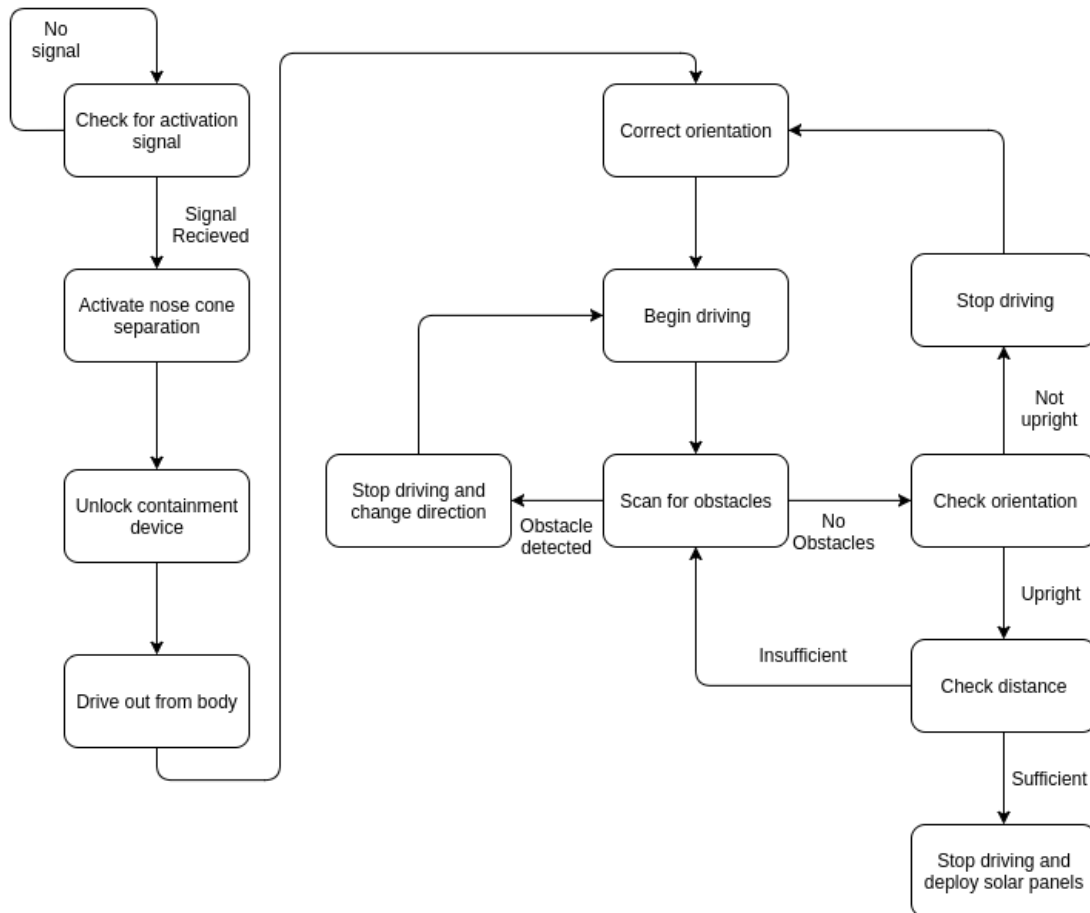 No
signal
Check for activation
signal
Signal
Recieved
Activate nose cone
separation
Unlock containment
device
Drive out from body
Correct orientation
Begin driving
Stop driving and
change direction
Obstacle
detected
Scan for obstacles
No
Obstacles
Stop driving
Not
upright
Check orientation
Upright
Insufficient
Check distance
Sufficient
Stop driving and
deploy solar panels